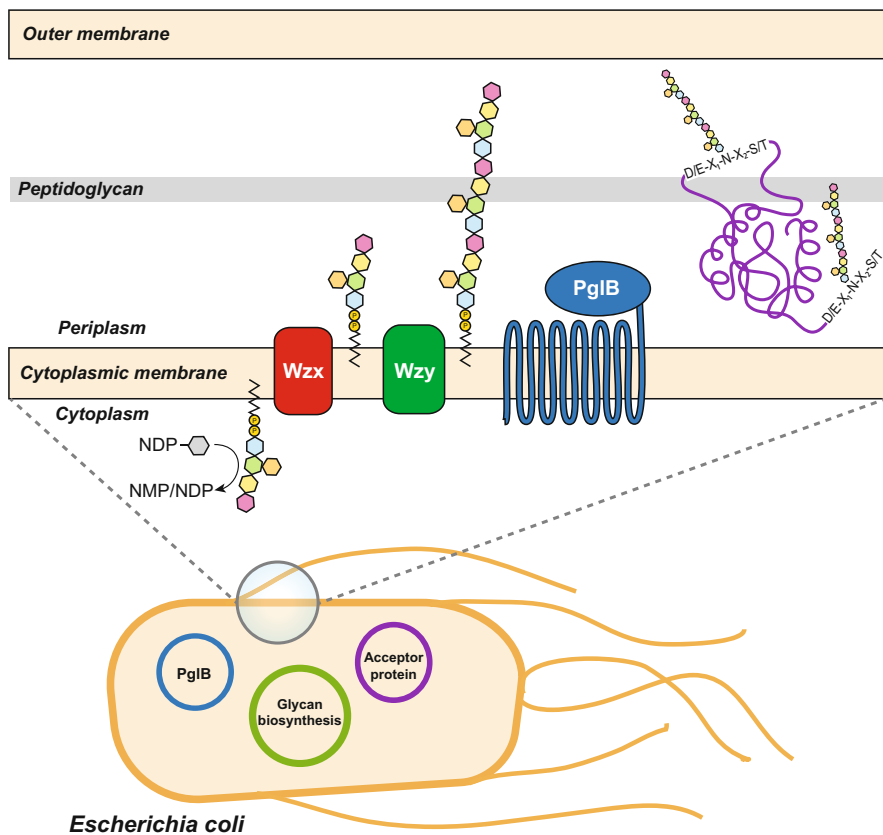 Outer membrane
D/E-X₁-N-X₂-S/T
Peptidoglycan
D/E-X₁-N-X₂-S/T
PglB
Periplasm
Wzx
Wzy
Cytoplasmic membrane
P
P
P
P
Cytoplasm
P
P
NDP
NMP/NDP
PglB
Acceptor
protein
Glycan
biosynthesis
Escherichia coli